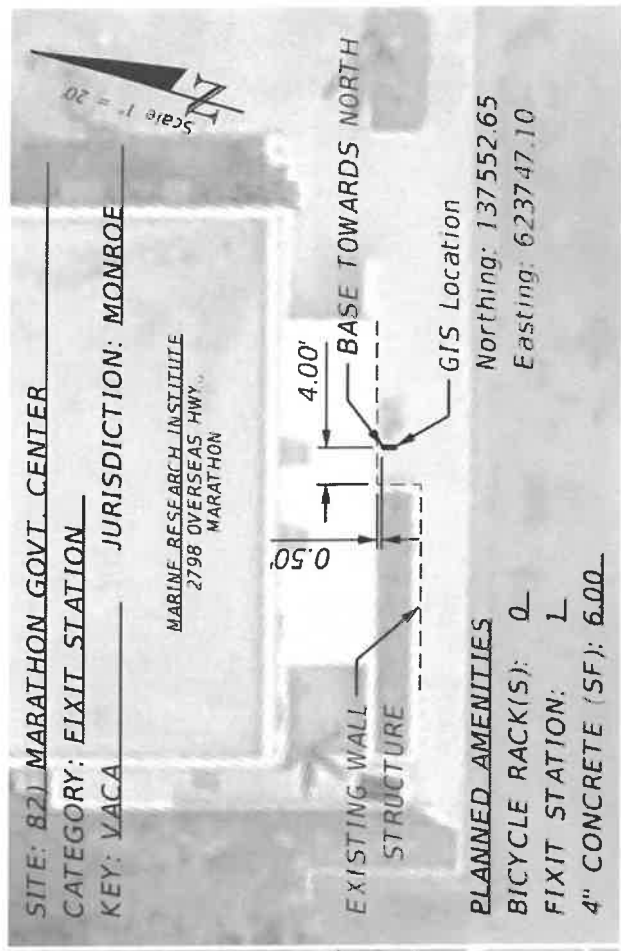 SITE: 82) MARATHON GOVT. CENTER
CATEGORY: FIXIT STATION
KEY: VACA JURISDICTION: MONROE
Scale 1" = 20'
N
MARINE RESEARCH INSTITUTE
2798 OVERSEAS HWY.
MARATHON
4.00'
0.50'
BASE TOWARDS NORTH
EXISTING WALL
STRUCTURE
GIS Location
Northing: 137552.65
Easting: 623747.10
PLANNED AMENITIES
BICYCLE RACK(S): 0
FIXIT STATION: 1
4" CONCRETE (SF): 6.00